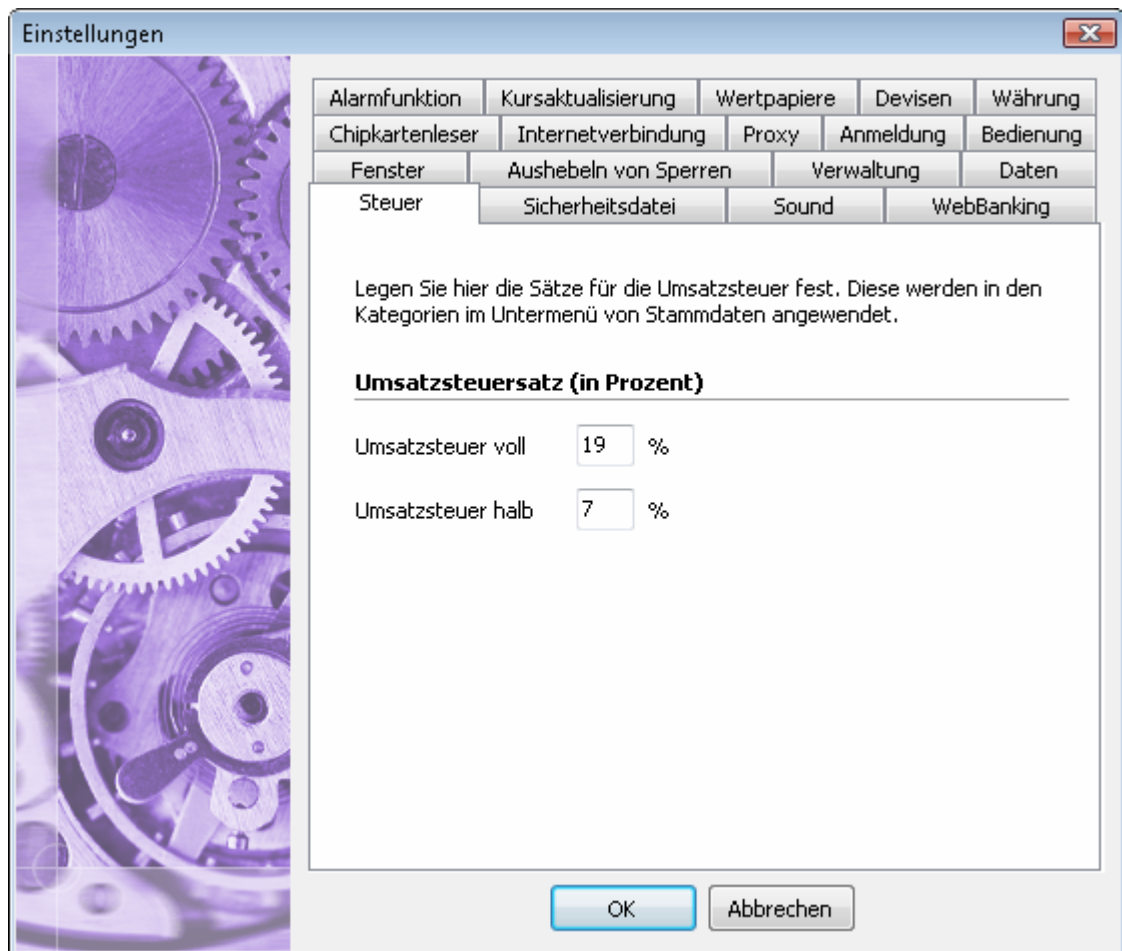 Einstellungen
Alarmfunktion Kursaktualisierung Wertpapiere Devisen Währung
Chipkartenleser Internetverbindung Proxy Anmeldung Bedienung
Fenster Aushebeln von Sperren Verwaltung Daten
Steuer Sicherheitsdatei Sound WebBanking
Legen Sie hier die Sätze für die Umsatzsteuer fest. Diese werden in den
Kategorien im Untermenü von Stammdaten angewendet.
Umsatzsteuersatz (in Prozent)
Umsatzsteuer voll 19 %
Umsatzsteuer halb 7 %
OK Abbrechen